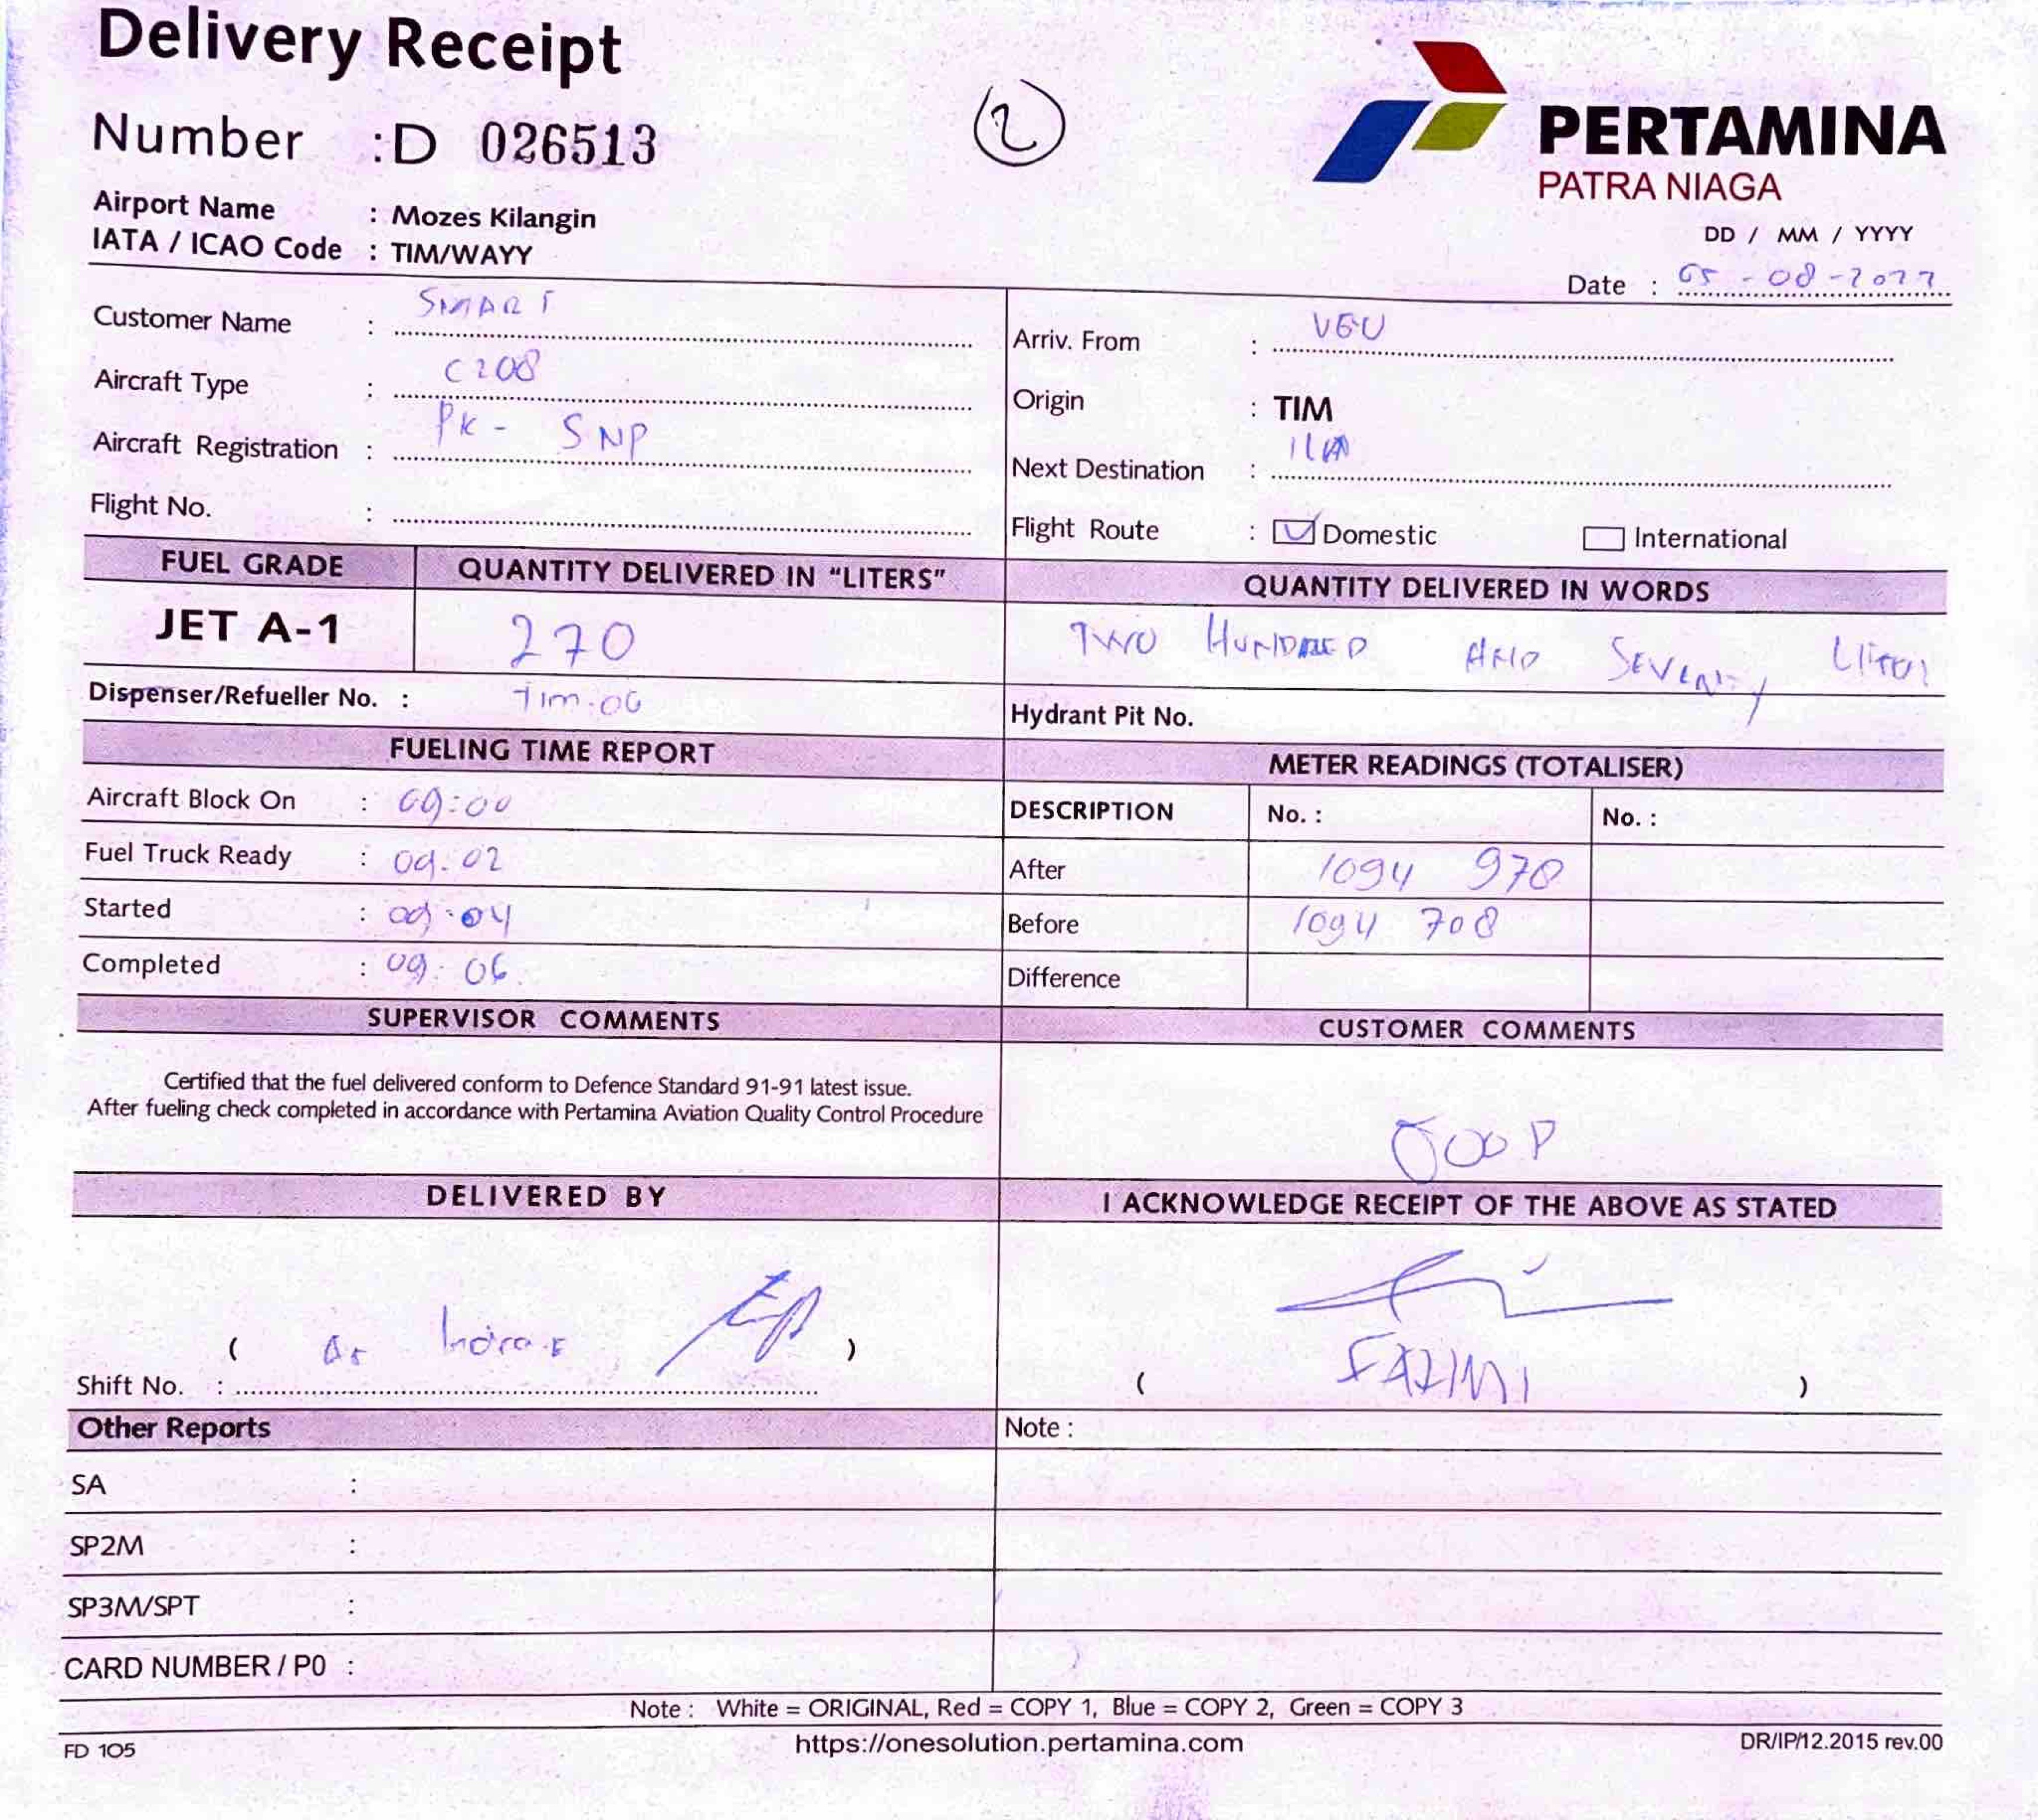 Delivery Receipt
Number : D 026513
2
PERTAMINA
PATRA NIAGA
Airport Name : Mozes Kilangin
IATA / ICAO Code : TIM/WAYY
DD / MM / YYYY
Date : 05-08-2022
Customer Name : SMART
Aircraft Type : C208
Aircraft Registration : PK - SNP
Flight No. :
Arriv. From :
Origin : TIM
Next Destination : ILA
Flight Route : Domestic International
FUEL GRADE QUANTITY DELIVERED IN “LITERS” QUANTITY DELIVERED IN WORDS
JET A-1 270 TWO HUNDRED AND SEVENTY
Dispenser/Refueller No. : TIM.06 Hydrant Pit No.
FUELING TIME REPORT METER READINGS (TOTALISER)
Aircraft Block On : 09:00 DESCRIPTION No. : No. :
Fuel Truck Ready : 09.02 After 1094 978
Started : 09.04 Before 1094 708
Completed : 09.06 Difference
SUPERVISOR COMMENTS CUSTOMER COMMENTS
Certified that the fuel delivered conform to Defence Standard 91-91 latest issue.
After fueling check completed in accordance with Pertamina Aviation Quality Control Procedure
DELIVERED BY I ACKNOWLEDGE RECEIPT OF THE ABOVE AS STATED
( )
Shift No. :
( )
Other Reports Note :
SA :
SP2M :
SP3M/SPT :
CARD NUMBER / P0 :
Note : White = ORIGINAL, Red = COPY 1, Blue = COPY 2, Green = COPY 3
FD 105 https://onesolution.pertamina.com DR/IP/12.2015 rev.00